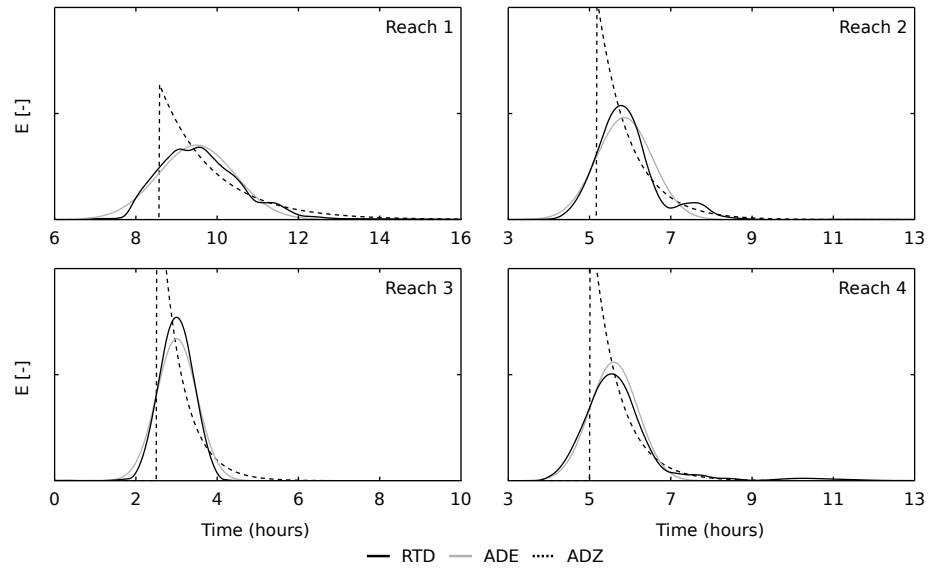 Reach 1
E [-]
6 8 10 12 14 16
Reach 2
3 5 7 9 11 13
Reach 3
E [-]
0 2 4 6 8 10
Time (hours)
Reach 4
3 5 7 9 11 13
Time (hours)
RTD ADE ADZ